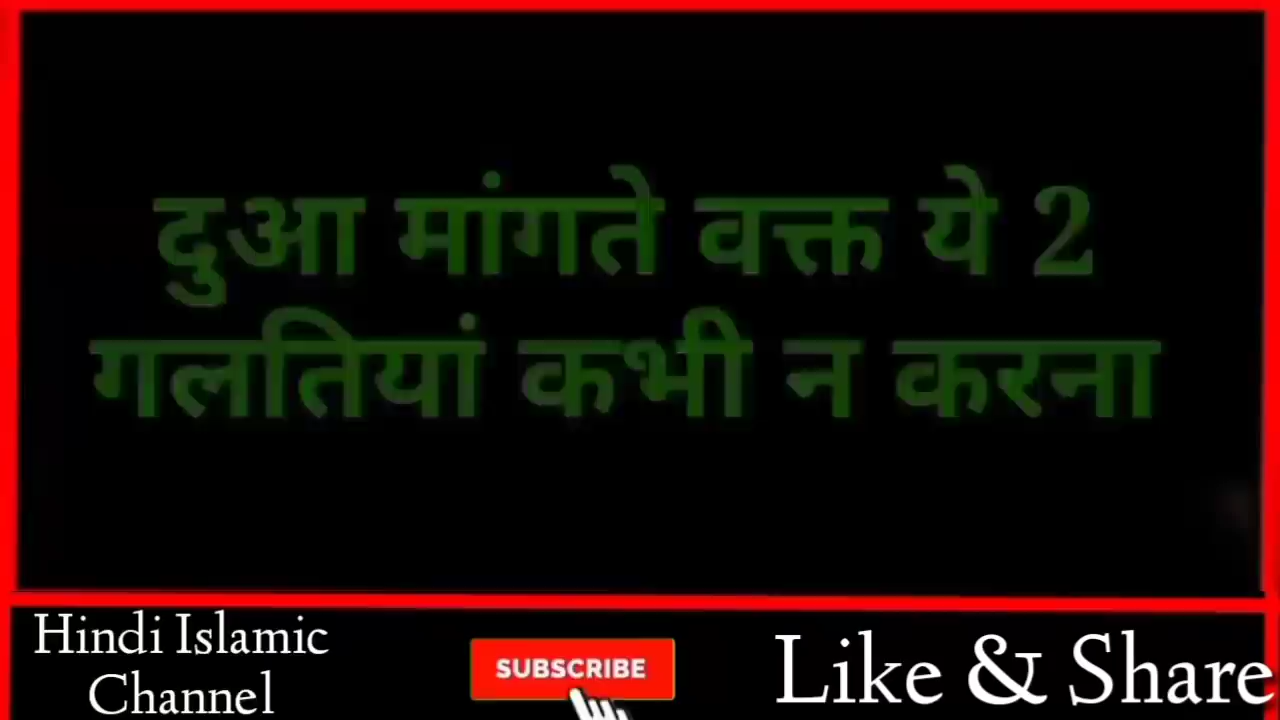 दुआ मांगते वक्त ये 2
गलतियां कभी न करना
Hindi Islamic
Channel
SUBSCRIBE
Like & Share